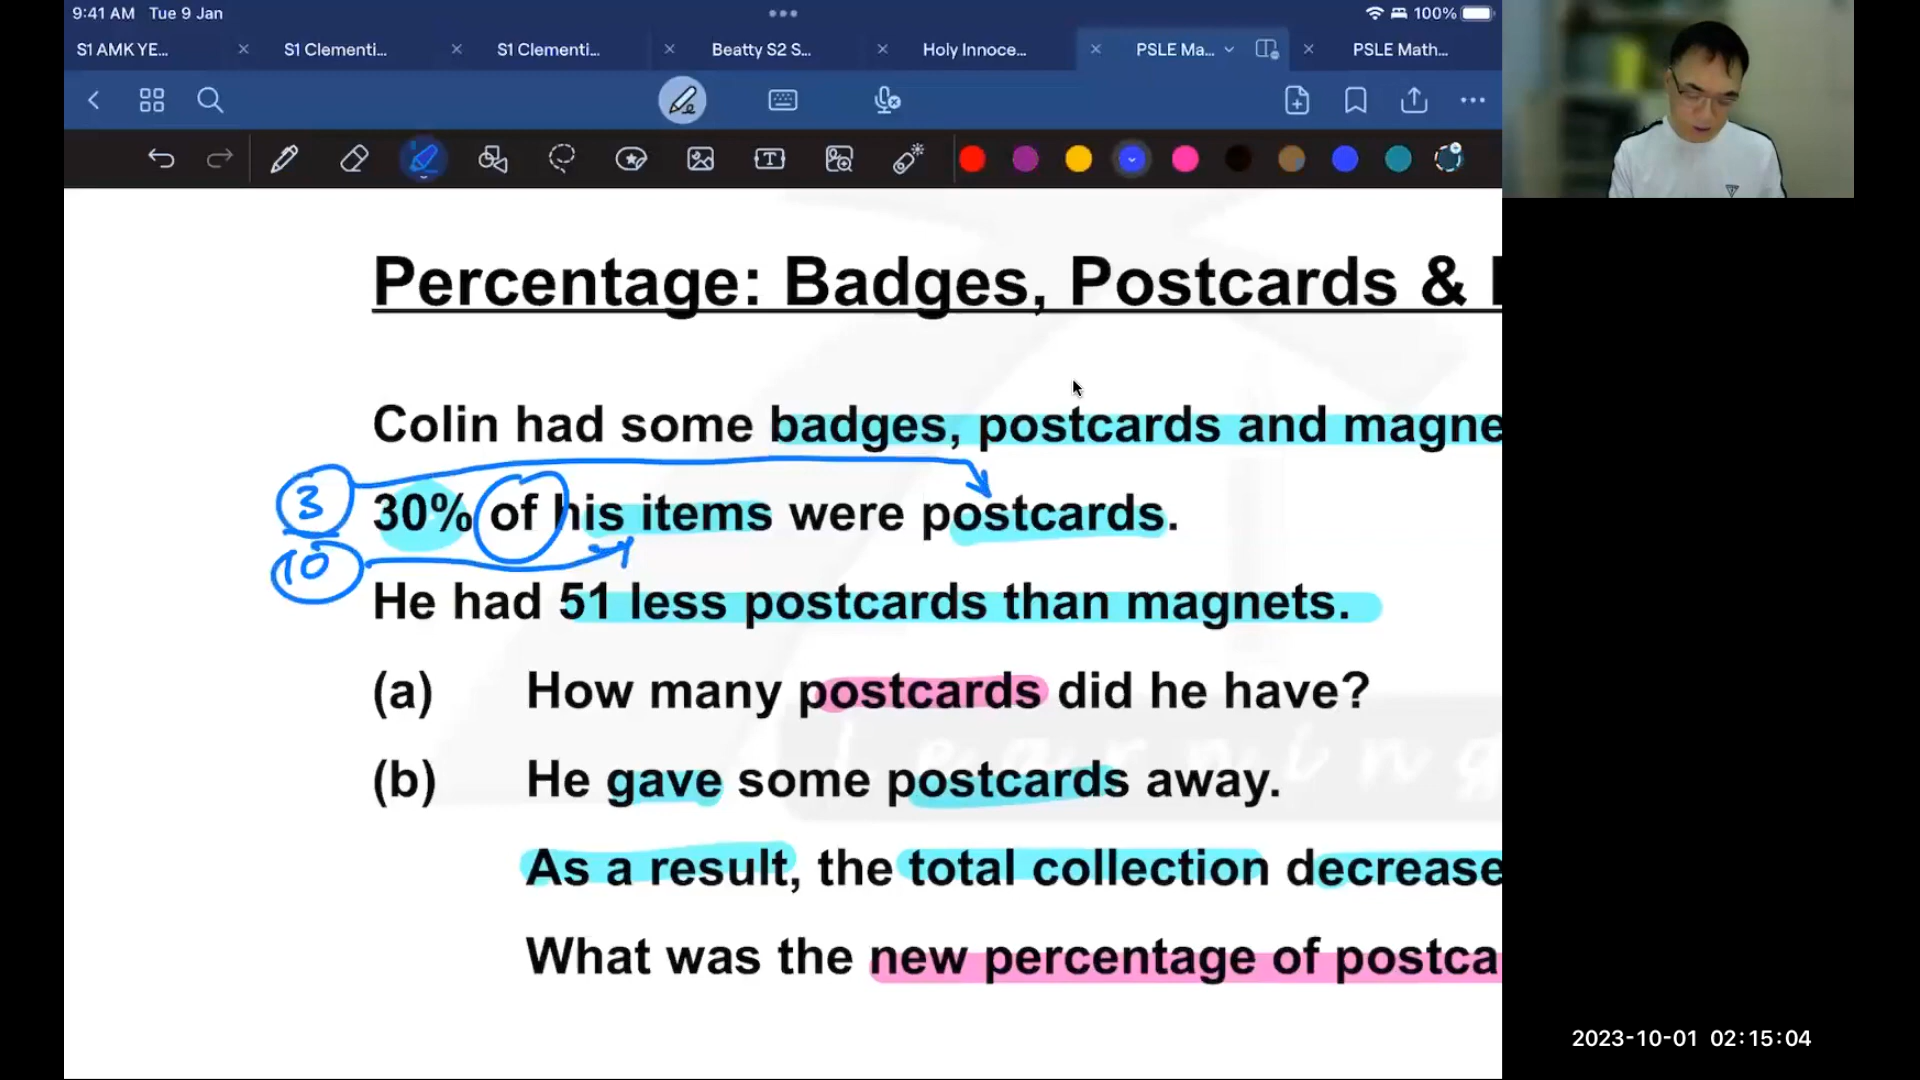 9:41 AM Tue 9 Jan
100%
S1 AMK YE...
S1 Clementi...
S1 Clementi...
Beatty S2 S...
Holy Innoce...
PSLE Ma...
PSLE Math...
Percentage: Badges, Postcards &
Colin had some badges, postcards and magne
3
30% of his items were postcards.
10
He had 51 less postcards than magnets.
(a) How many postcards did he have?
learning
(b) He gave some postcards away.
As a result, the total collection decrease
What was the new percentage of postca
2023-10-01 02:15:04